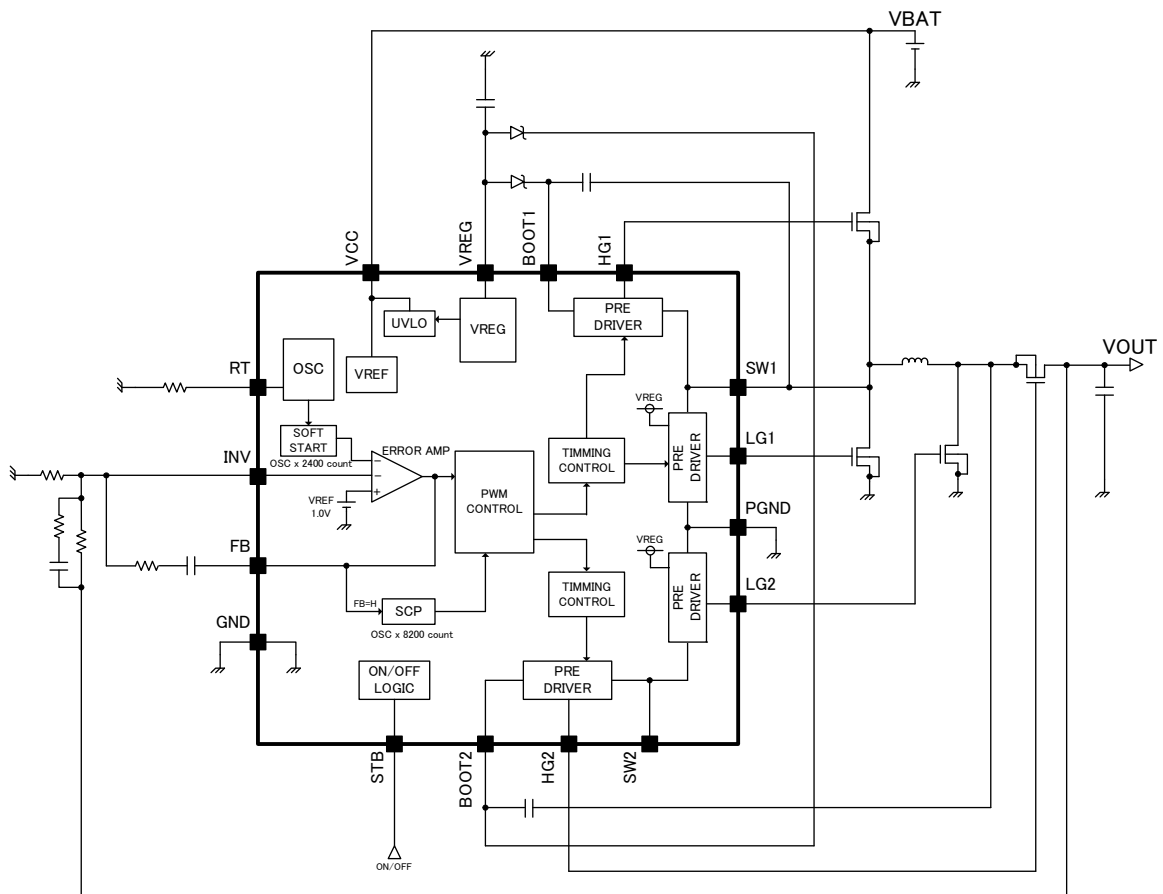 VBAT
VCC
VREG
BOOT1
HG1
PRE
DRIVER
UVLO
VREG
VREF
OSC
RT
VOUT
SW1
VREG
SOFT
START
OSC x 2400 count
ERROR AMP
INV
TIMMING
CONTROL
PRE
DRIVER
LG1
PWM
CONTROL
VREF
1.0V
PGND
FB
VREG
TIMMING
CONTROL
PRE
DRIVER
LG2
FB=H
SCP
OSC x 8200 count
GND
ON/OFF
LOGIC
PRE
DRIVER
STB
BOOT2
HG2
SW2
ON/OFF